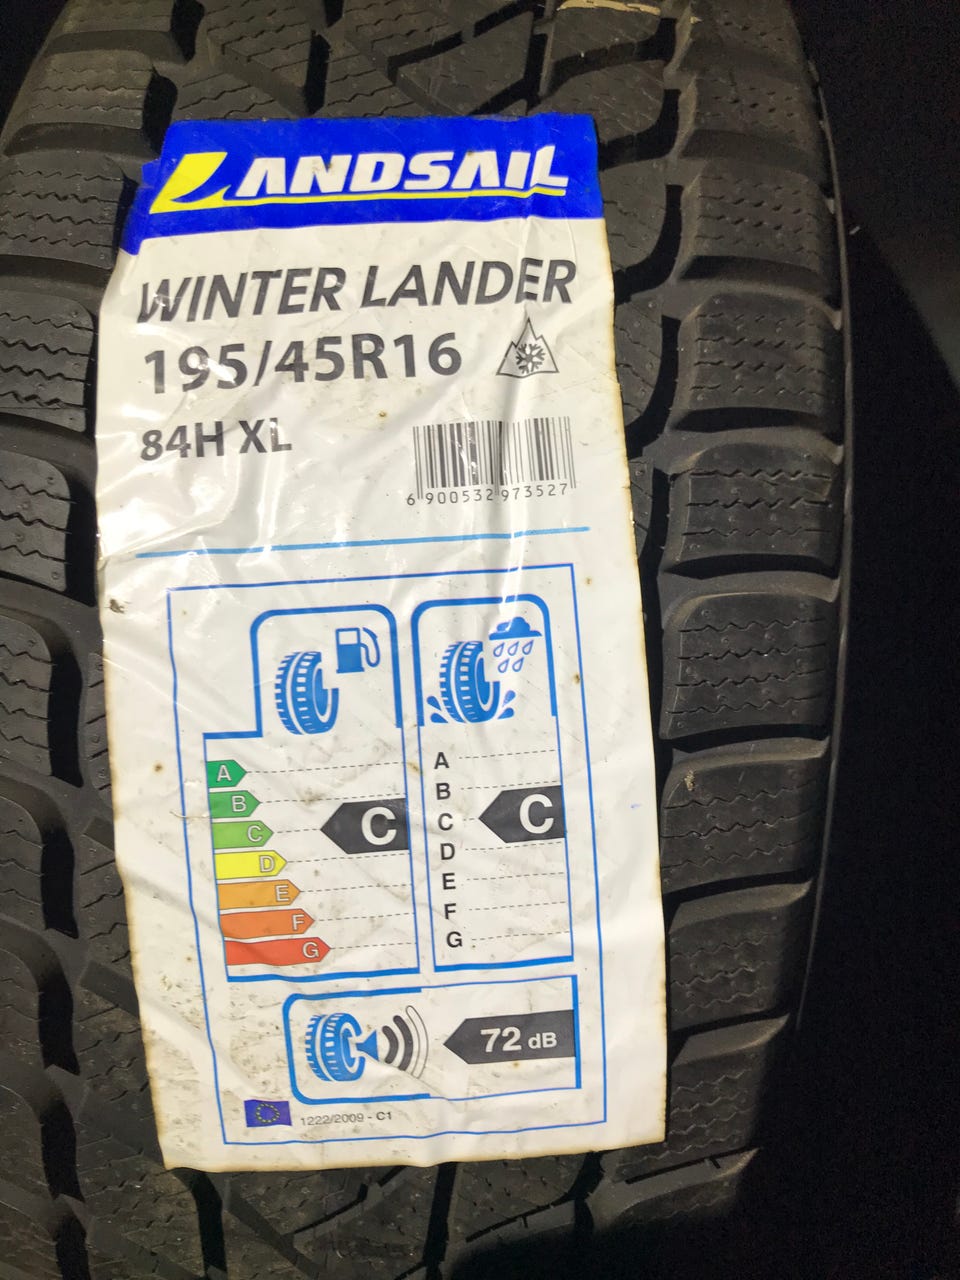 LANDSAIL
WINTER LANDER
195/45R16
84H XL
6 900532 973527
A
B
C
D
E
F
G
C
A
B
C
D
E
F
G
C
72 dB
1222/2009 - C1